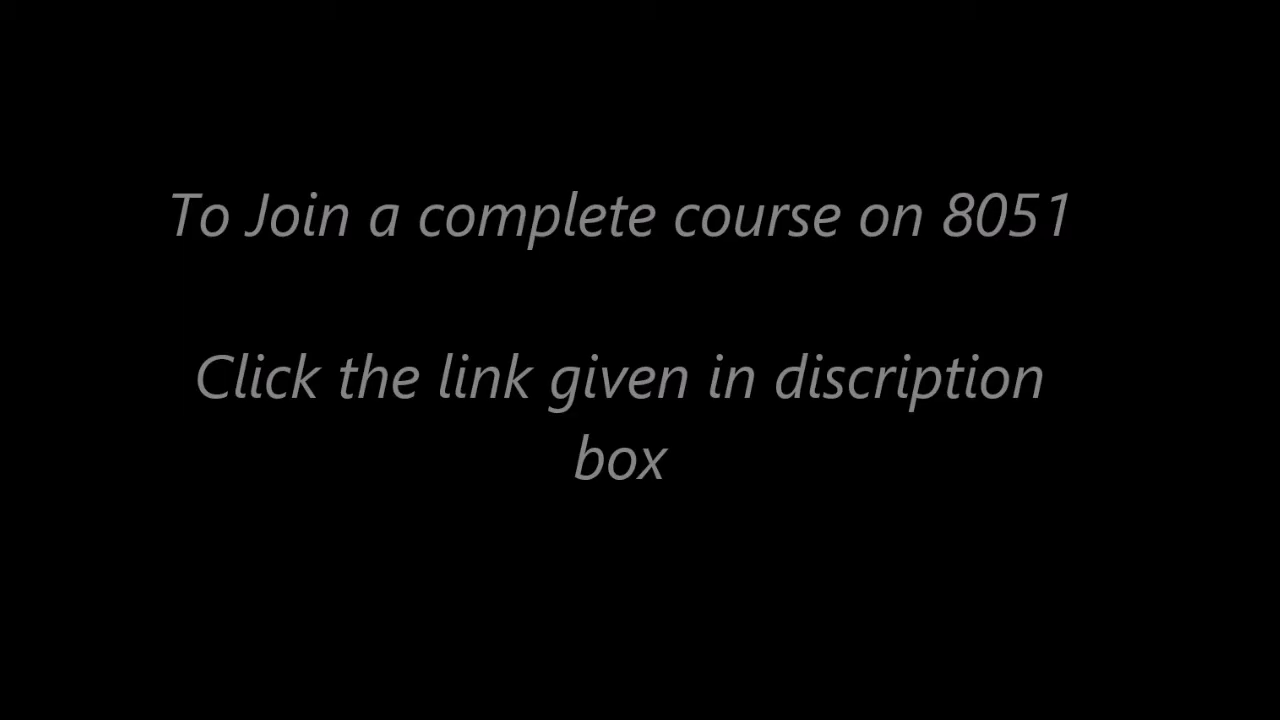 To Join a complete course on 8051
Click the link given in discription
box